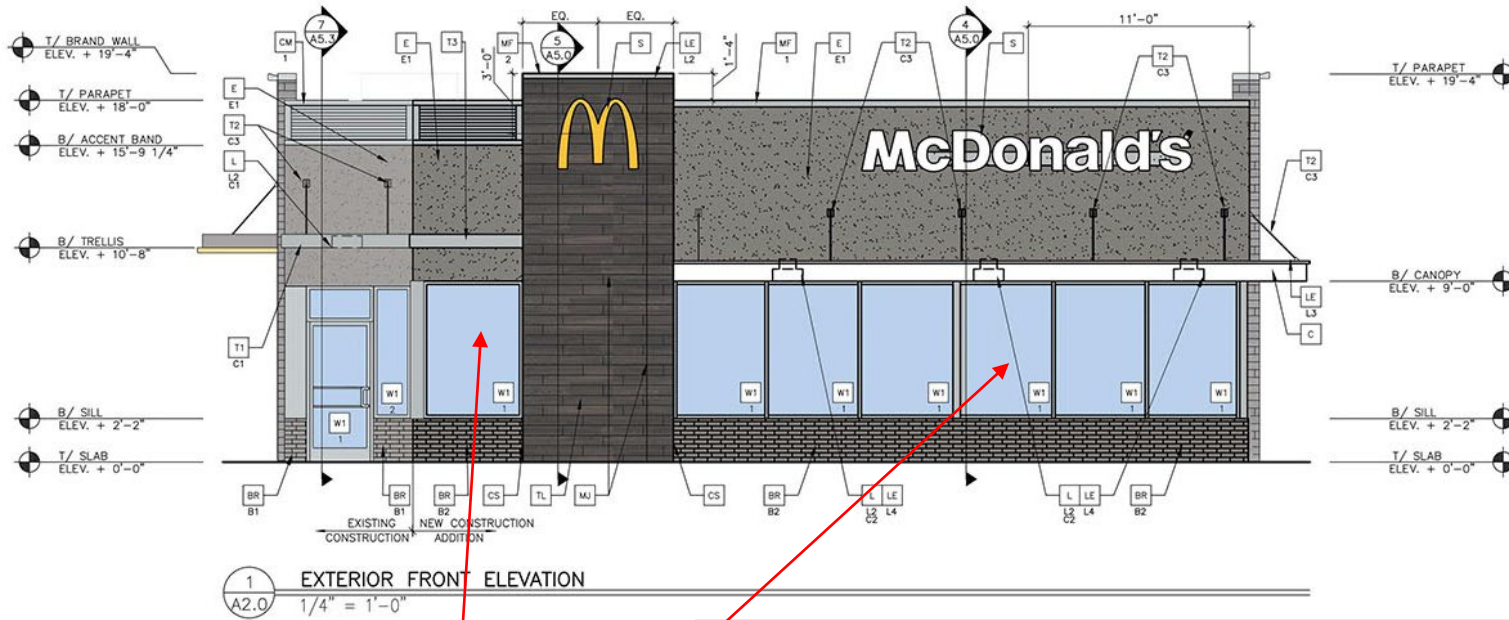 T/ BRAND WALL
ELEV. + 19'-4"
T/ PARAPET
ELEV. + 18'-0"
B/ ACCENT BAND
ELEV. + 15'-9 1/4"
B/ TRELLIS
ELEV. + 10'-8"
B/ SILL
ELEV. + 2'-2"
T/ SLAB
ELEV. + 0'-0"
CM
1
7
A5.3
E
E1
T3
MF
2
EQ.
EQ.
5
A5.0
S
LE
L2
3'-0"
1'-4"
MF
1
E
E1
T2
C3
4
A5.0
S
11'-0"
T2
C3
E
E1
T2
C3
L
L2
C1
T1
C1
McDonald's
T2
C3
T/ PARAPET
ELEV. + 19'-4"
B/ CANOPY
ELEV. + 9'-0"
LE
L3
C
B/ SILL
ELEV. + 2'-2"
T/ SLAB
ELEV. + 0'-0"
W1
1
W1
2
W1
1
W1
1
W1
1
W1
1
W1
1
W1
1
W1
1
BR
B1
BR
B1
BR
B2
CS
TL
MJ
CS
BR
B2
L LE
L2 L4
C2
L LE
L2 L4
C2
BR
B2
EXISTING
CONSTRUCTION
NEW CONSTRUCTION
ADDITION
1
A2.0
EXTERIOR FRONT ELEVATION
1/4" = 1'-0"